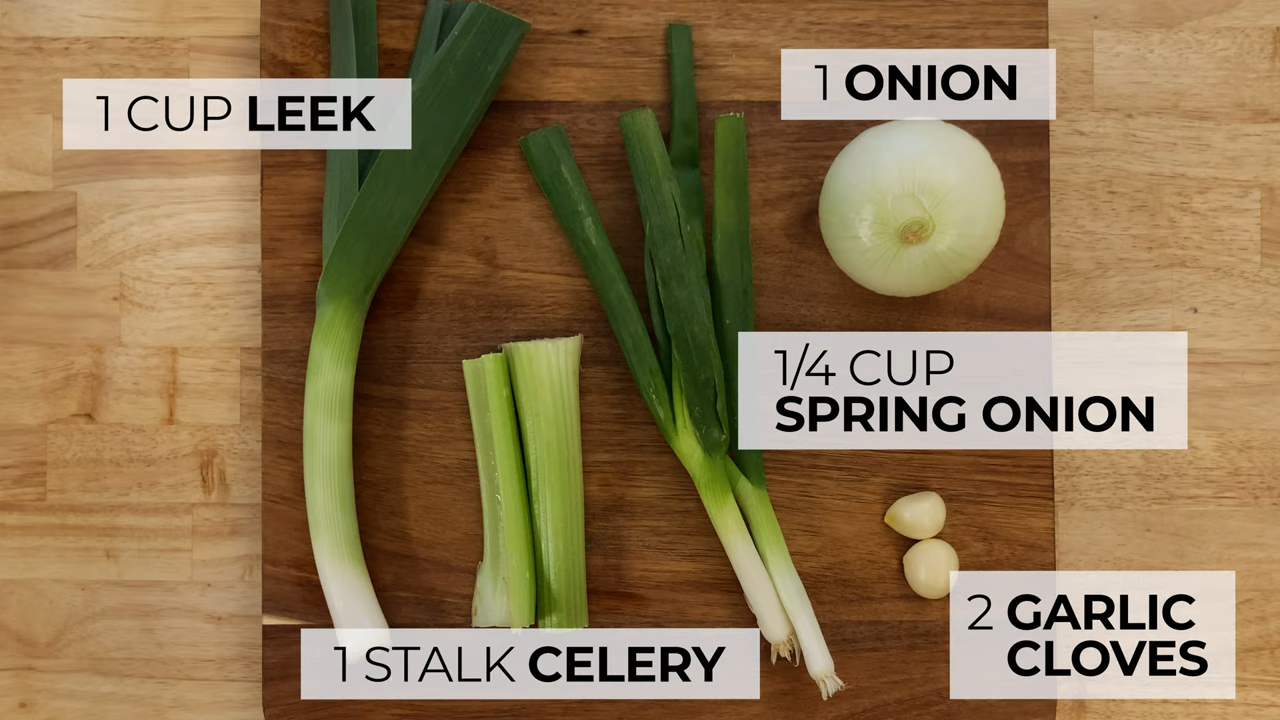 1 CUP LEEK
1 ONION
1/4 CUP
SPRING ONION
1 STALK CELERY
2 GARLIC
CLOVES